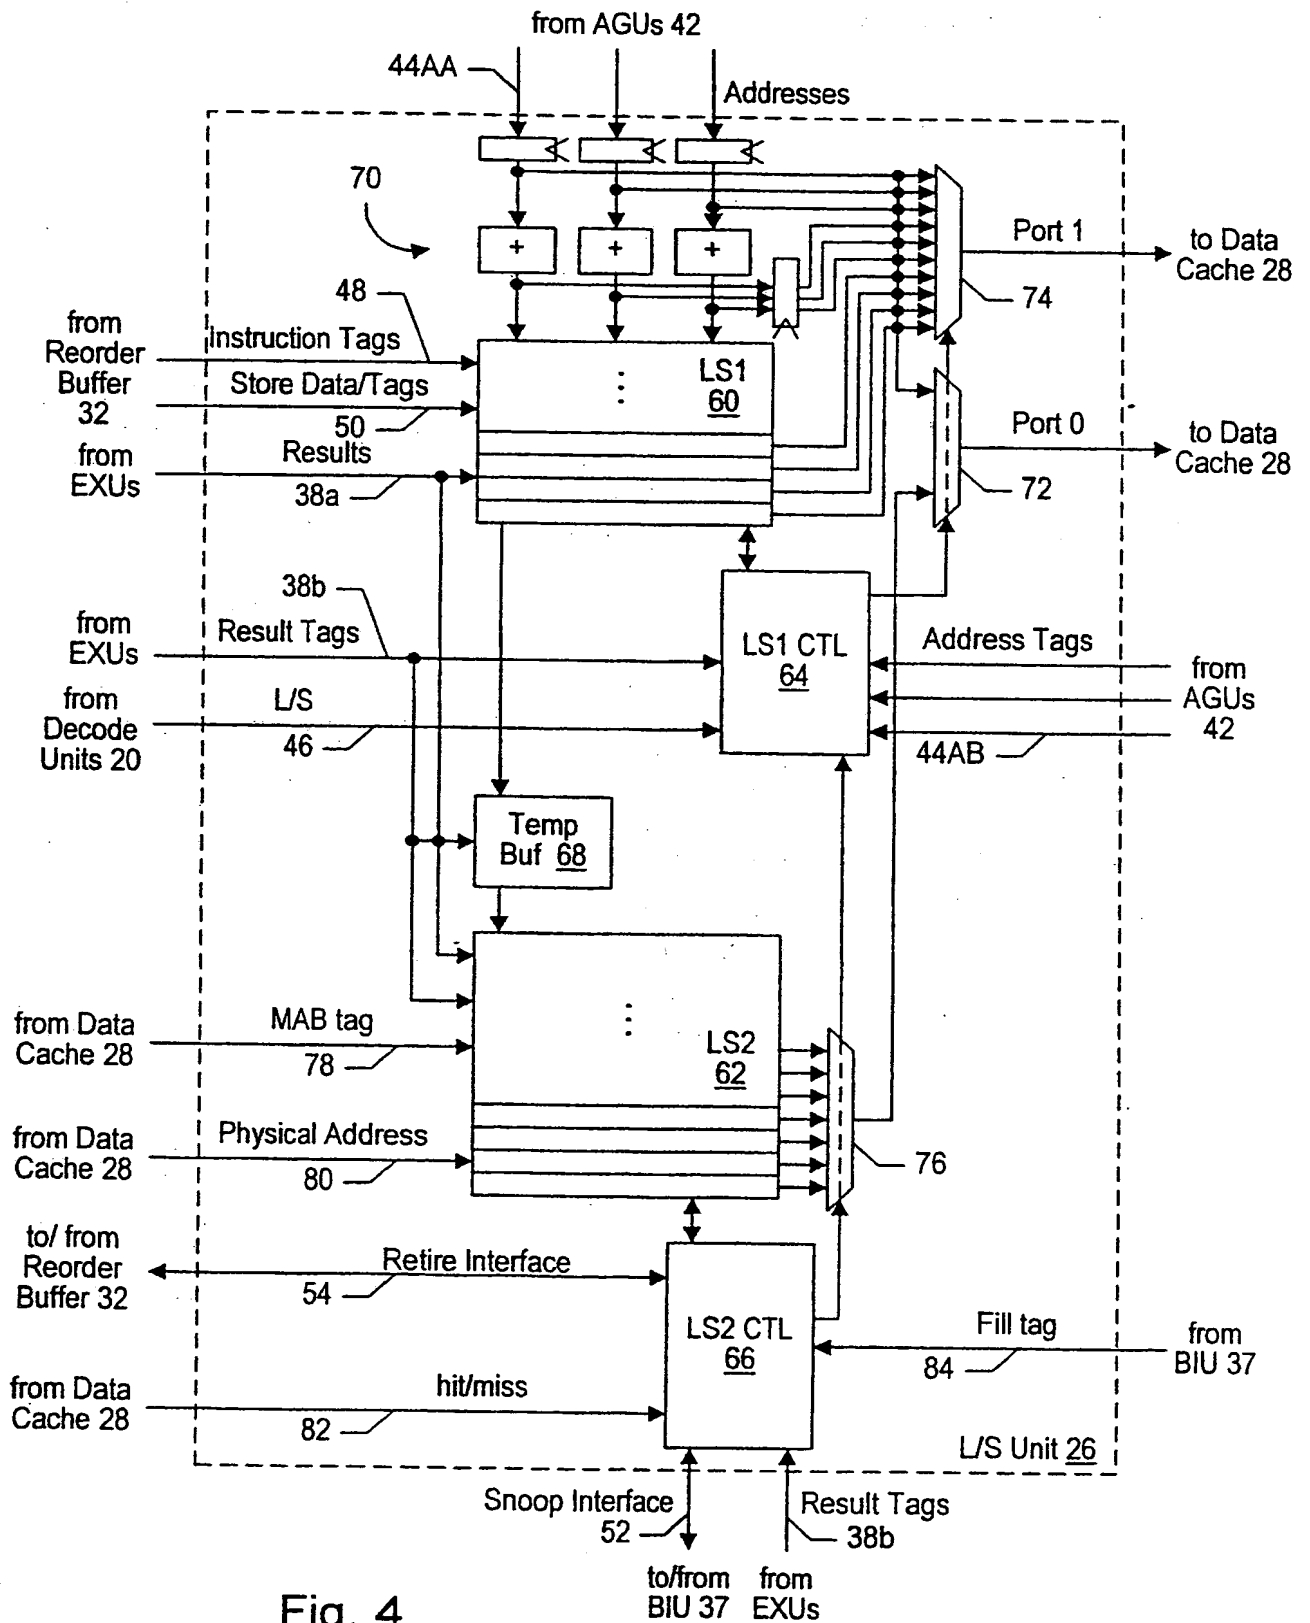 from AGUs 42
44AA
Addresses
70
+
+
+
Port 1
to Data
Cache 28
74
48
from
Reorder
Buffer
32
Instruction Tags
Store Data/Tags
50
LS1
60
Port 0
to Data
Cache 28
72
from
EXUs
Results
38a
38b
from
EXUs
Result Tags
LS1 CTL
64
Address Tags
from
AGUs
42
44AB
from
Decode
Units 20
L/S
46
Temp
Buf 68
from Data
Cache 28
MAB tag
78
LS2
62
from Data
Cache 28
Physical Address
80
76
to/ from
Reorder
Buffer 32
Retire Interface
54
LS2 CTL
66
Fill tag
84
from
BIU 37
from Data
Cache 28
hit/miss
82
L/S Unit 26
Snoop Interface
52
Result Tags
38b
to/from
BIU 37
from
EXUs
Fig. 4